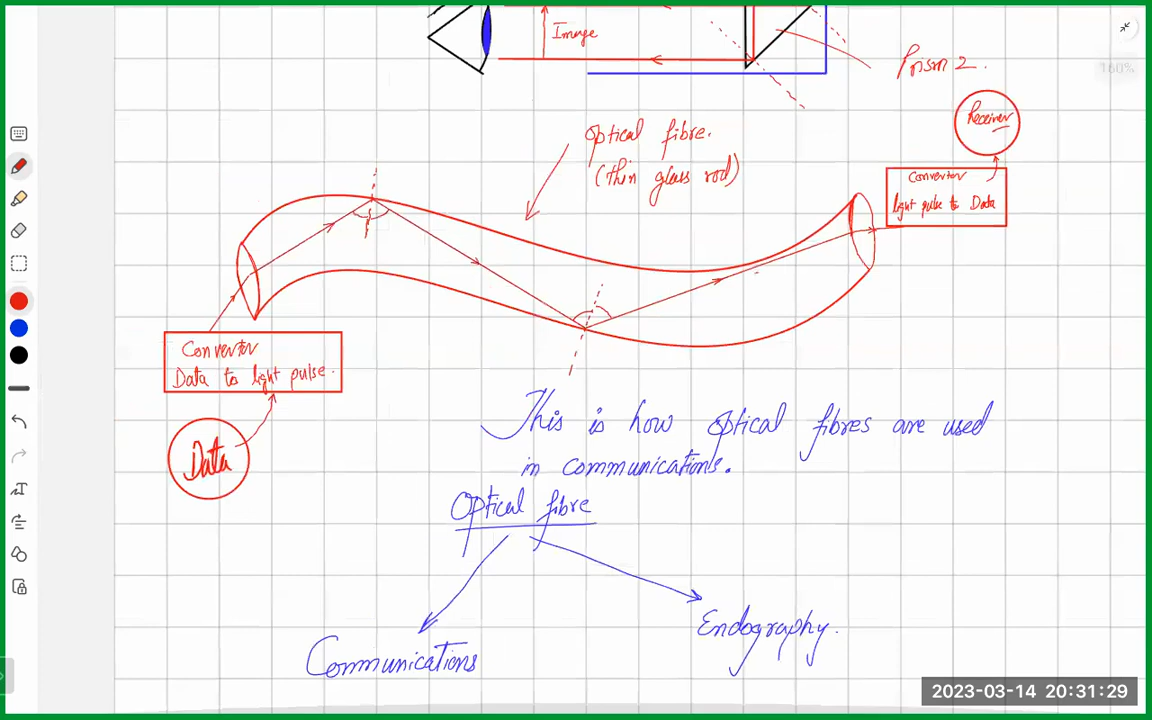 Image
Prism 2.
160%
Receiver
optical fibre.
(thin glass rod)
Converter
light pulse to Data
Converter
Data to light pulse.
Data
This is how optical fibres are used
in communications.
Optical fibre
Communications
Endography.
2023-03-14 20:31:29